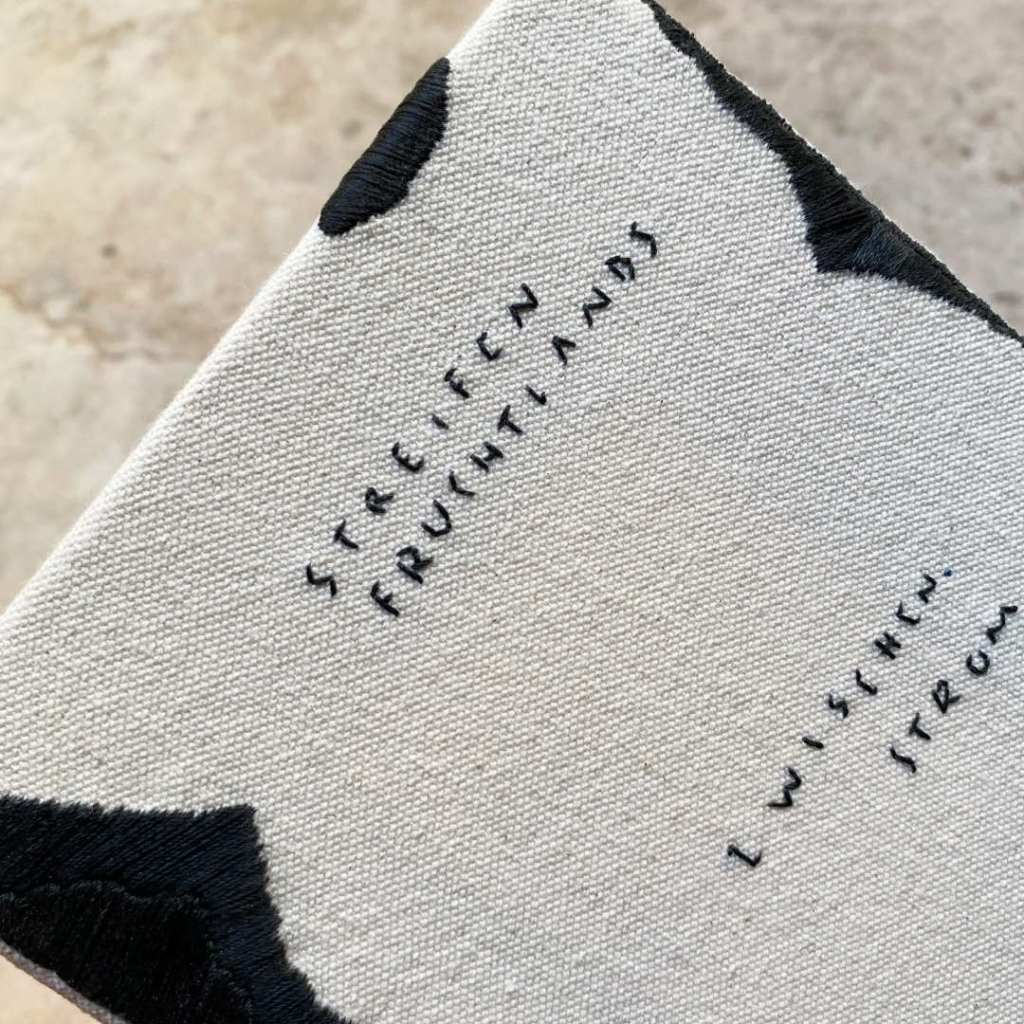 STREIFEN
FRUCHTLANDS
ZWISCHEN.
STROM